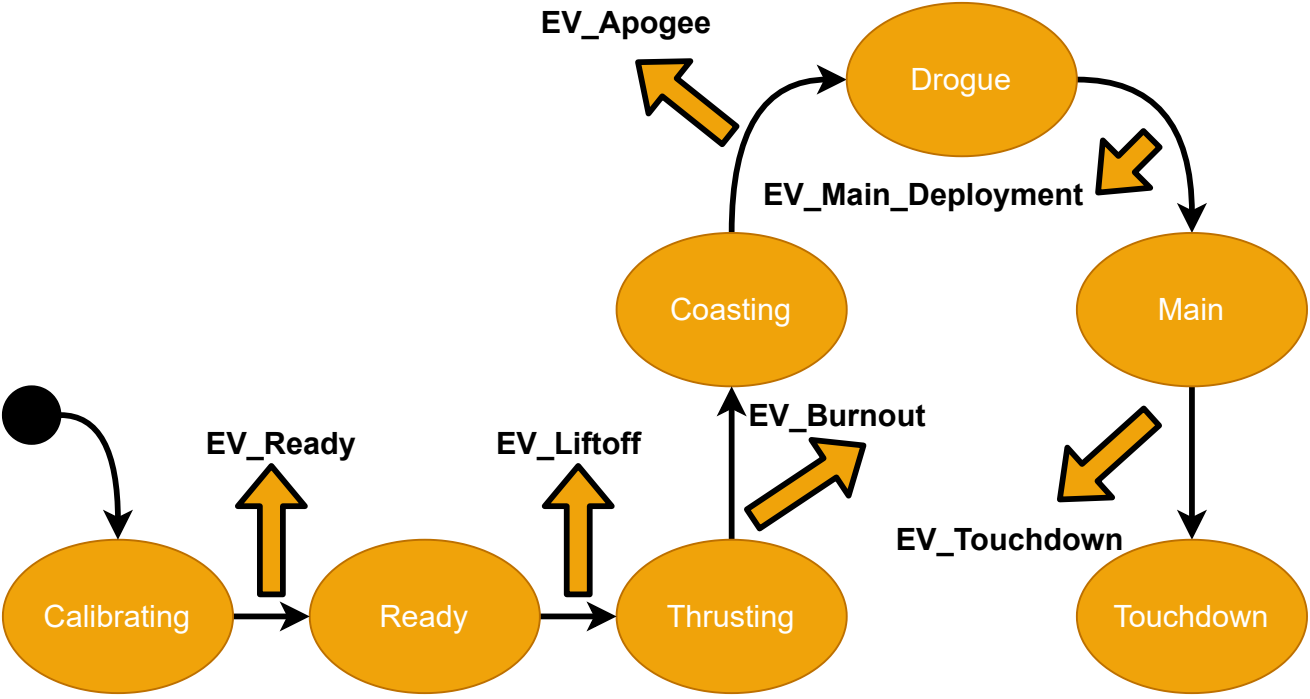 EV_Apogee
Drogue
EV_Main_Deployment
Coasting
Main
EV_Ready
EV_Liftoff
EV_Burnout
EV_Touchdown
Calibrating
Ready
Thrusting
Touchdown